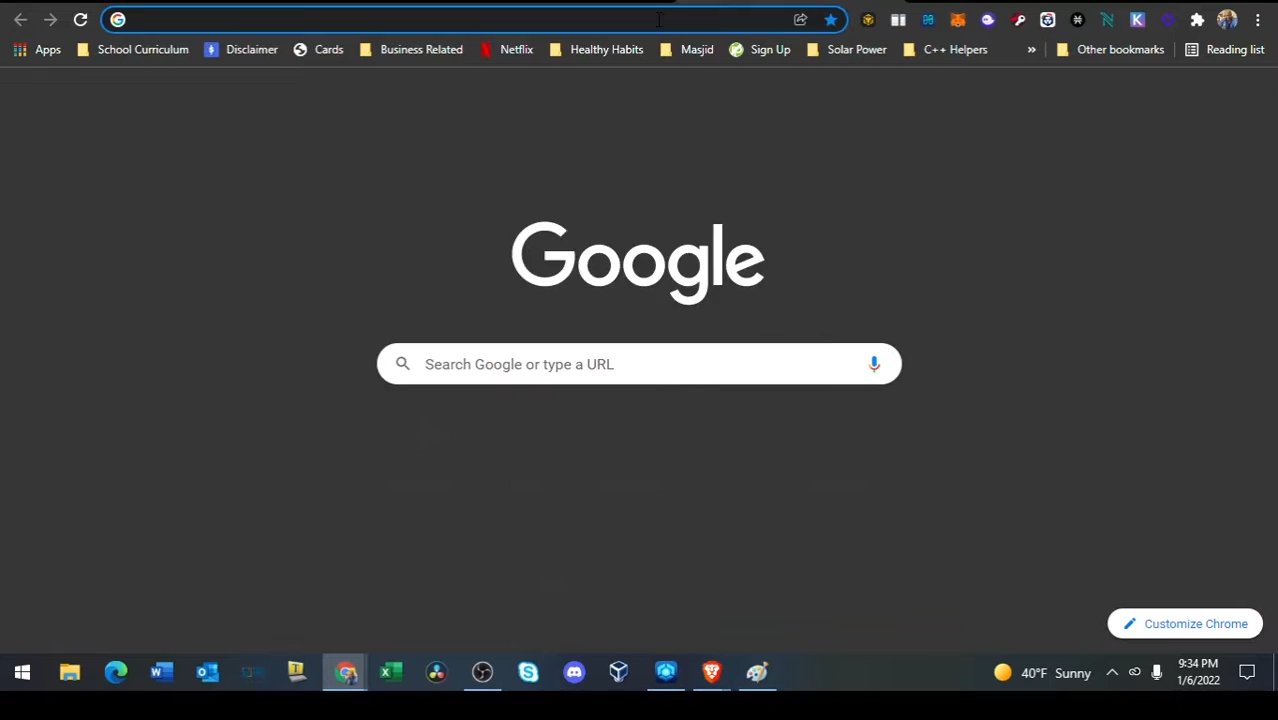 Apps School Curriculum Disclaimer Cards Business Related Netflix Healthy Habits Masjid Sign Up Solar Power C++ Helpers » Other bookmarks Reading list
Google
Search Google or type a URL
Customize Chrome
40°F Sunny
9:34 PM
1/6/2022